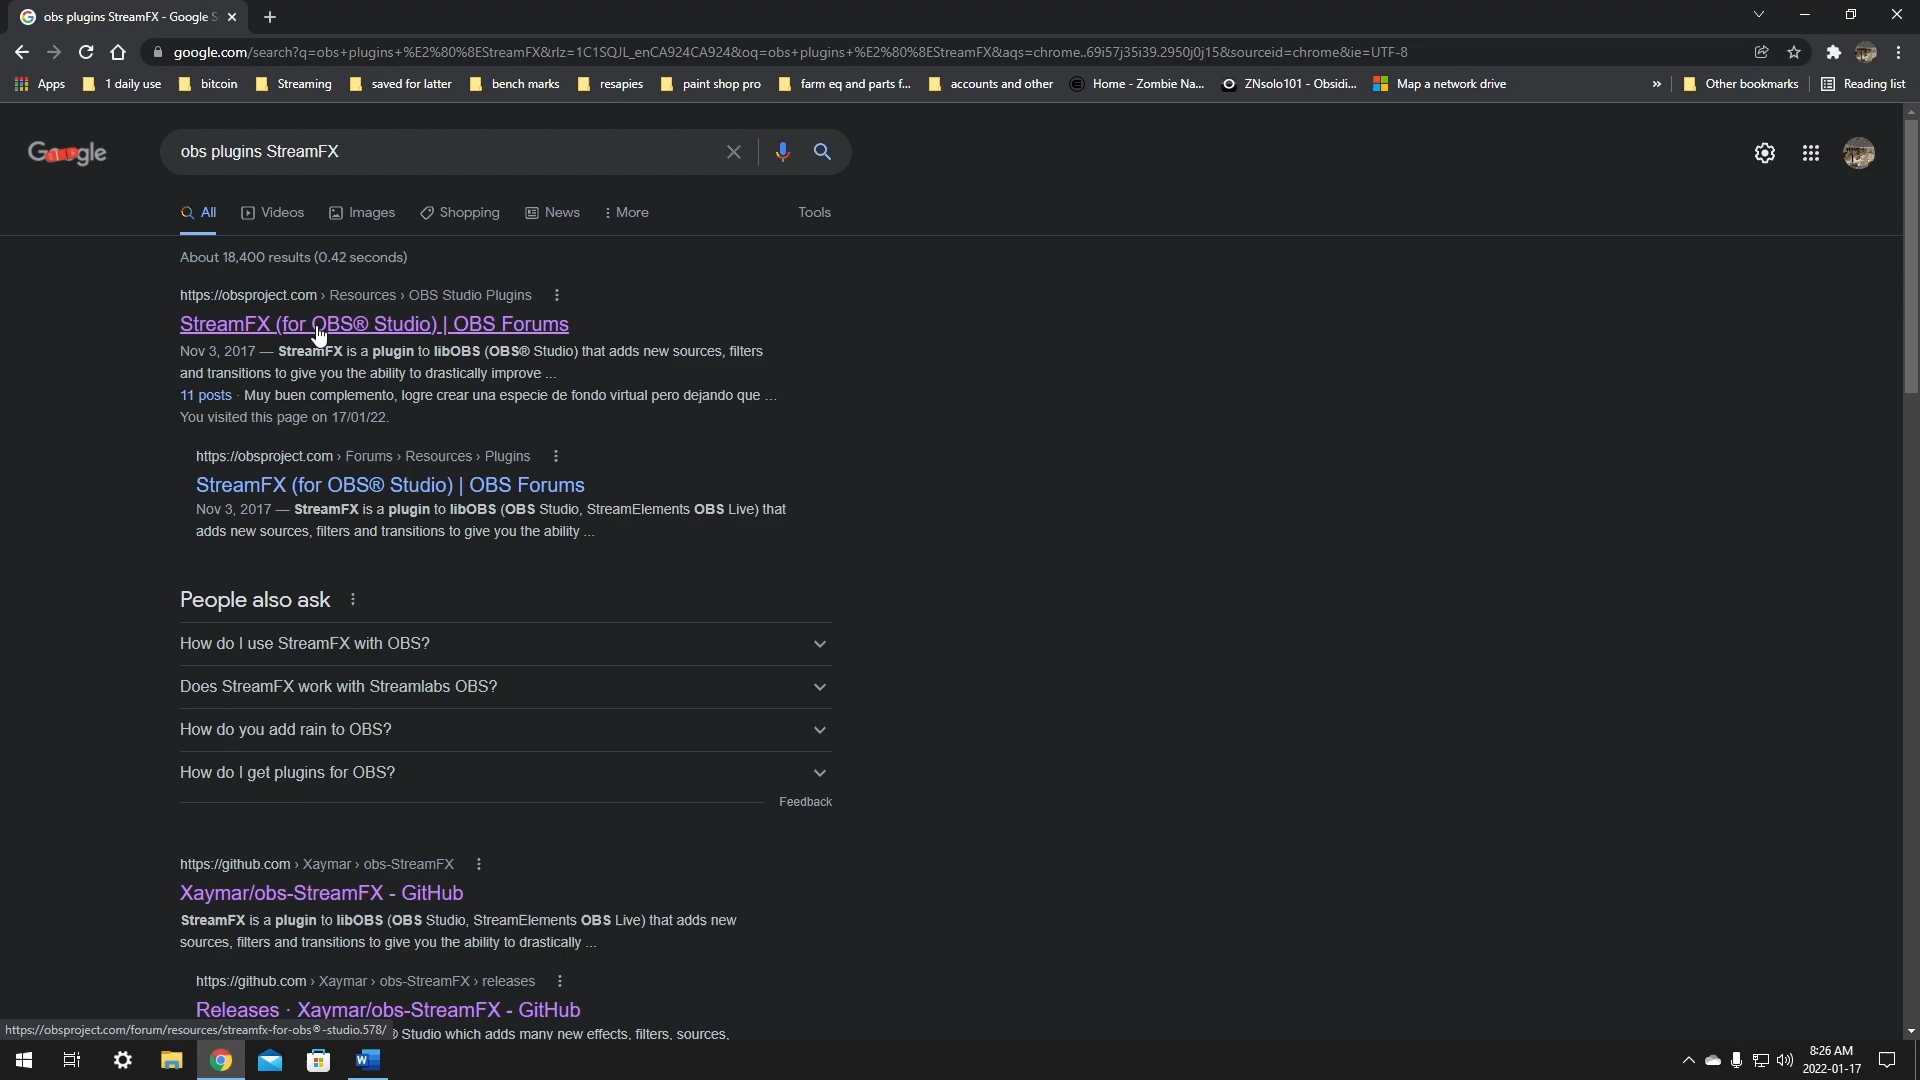 obs plugins StreamFX - Google S
google.com/search?q=obs+plugins+%E2%80%8EStreamFX&rlz=1C1SQJL_enCA924CA924&oq=obs+plugins+%E2%80%8EStreamFX&aqs=chrome..69i57j35i39.2950j0j15&sourceid=chrome&ie=UTF-8
Apps 1 daily use bitcoin Streaming saved for latter bench marks resapies paint shop pro farm eq and parts f... accounts and other Home - Zombie Na... ZNsolo101 - Obsidi... Map a network drive » Other bookmarks Reading list
obs plugins StreamFX
All Videos Images Shopping News More Tools
About 18,400 results (0.42 seconds)
https://obsproject.com › Resources › OBS Studio Plugins
StreamFX (for OBS® Studio) | OBS Forums
Nov 3, 2017 — StreamFX is a plugin to libOBS (OBS® Studio) that adds new sources, filters
and transitions to give you the ability to drastically improve ...
11 posts · Muy buen complemento, logre crear una especie de fondo virtual pero dejando que ...
You visited this page on 17/01/22.
https://obsproject.com › Forums › Resources › Plugins
StreamFX (for OBS® Studio) | OBS Forums
Nov 3, 2017 — StreamFX is a plugin to libOBS (OBS Studio, StreamElements OBS Live) that
adds new sources, filters and transitions to give you the ability ...
People also ask
How do I use StreamFX with OBS?
Does StreamFX work with Streamlabs OBS?
How do you add rain to OBS?
How do I get plugins for OBS?
Feedback
https://github.com › Xaymar › obs-StreamFX
Xaymar/obs-StreamFX - GitHub
StreamFX is a plugin to libOBS (OBS Studio, StreamElements OBS Live) that adds new
sources, filters and transitions to give you the ability to drastically ...
https://github.com › Xaymar › obs-StreamFX › releases
Releases · Xaymar/obs-StreamFX - GitHub
https://obsproject.com/forum/resources/streamfx-for-obs®-studio.578/
Studio which adds many new effects, filters, sources,
8:26 AM
2022-01-17